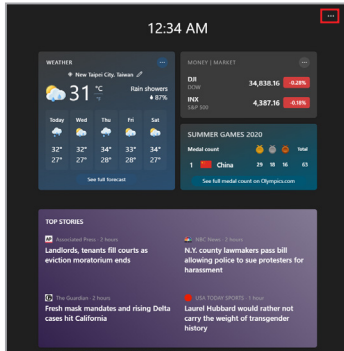 12:34 AM
WEATHER
New Taipei City, Taiwan
31 °C
Rain showers
87%
Today Wed Thu Fri Sat
32° 32° 34° 33° 34°
27° 27° 28° 28° 27°
See full forecast
MONEY | MARKET
DJI
DOW
34,838.16 -0.28%
INX
S&P 500
4,387.16 -0.18%
SUMMER GAMES 2020
Medal count Total
1 China 29 18 16 63
See full medal count on Olympics.com
TOP STORIES
Associated Press · 2 hours
Landlords, tenants fill courts as
eviction moratorium ends
NBC News · 2 hours
N.Y. county lawmakers pass bill
allowing police to sue protesters for
harassment
The Guardian · 2 hours
Fresh mask mandates and rising Delta
cases hit California
USA TODAY SPORTS · 1 hour
Laurel Hubbard would rather not
carry the weight of transgender
history